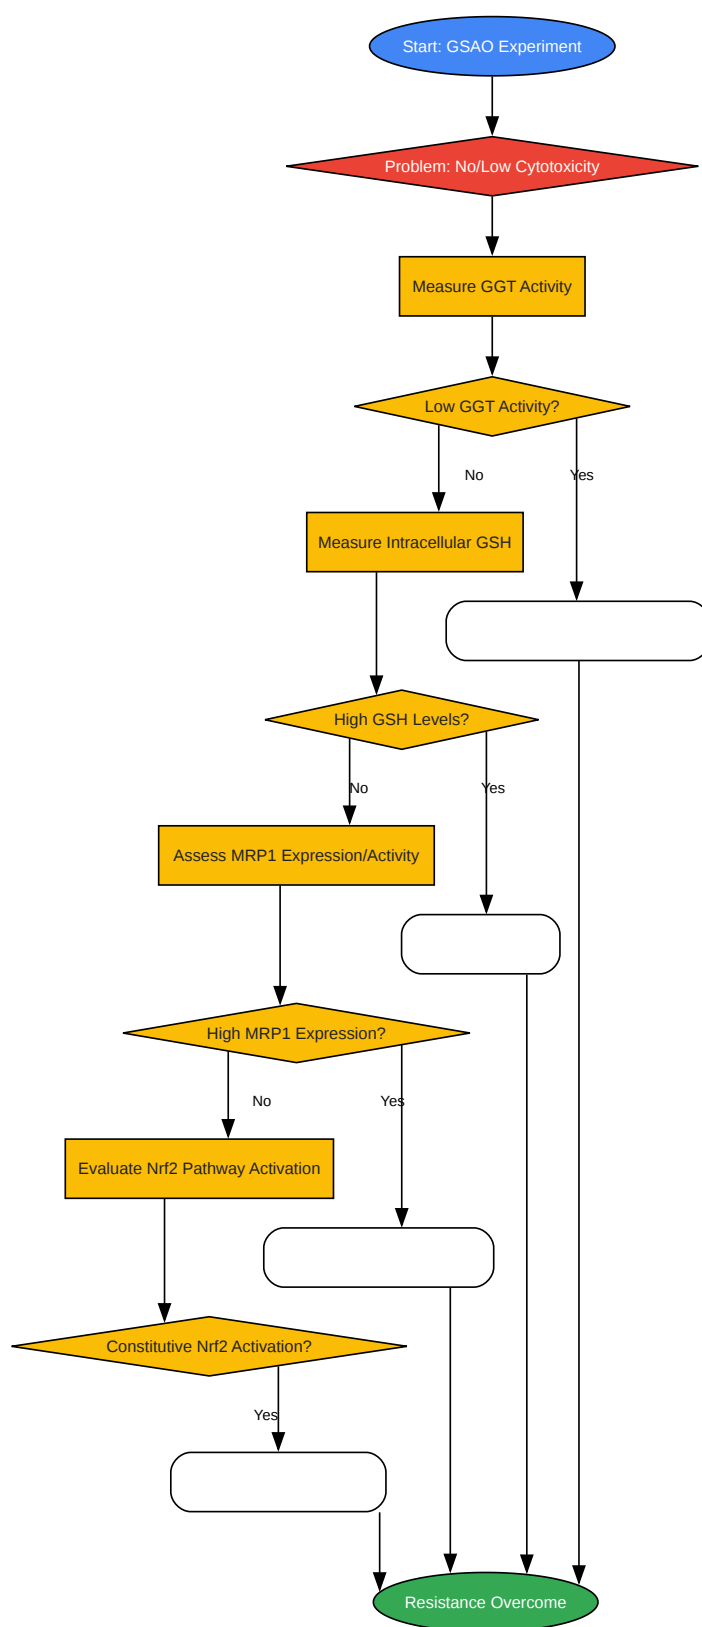 Start: GSAO Experiment
Problem: No/Low Cytotoxicity
Measure GGT Activity
Low GGT Activity?
No
Yes
Measure Intracellular GSH
High GSH Levels?
No
Yes
Assess MRP1 Expression/Activity
High MRP1 Expression?
No
Yes
Evaluate Nrf2 Pathway Activation
Constitutive Nrf2 Activation?
Yes
Resistance Overcome